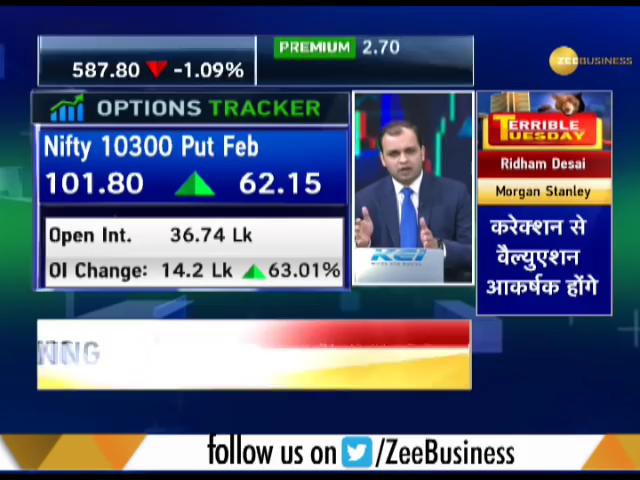 PREMIUM 2.70
587.80 -1.09%
ZEEBUSINESS
OPTIONS TRACKER
Nifty 10300 Put Feb
101.80 62.15
Open Int. 36.74 Lk
OI Change: 14.2 Lk 63.01%
KEI
TERRIBLE
TUESDAY
Ridham Desai
Morgan Stanley
करेक्शन से
वैल्युएशन
आकर्षक होंगे
follow us on /ZeeBusiness